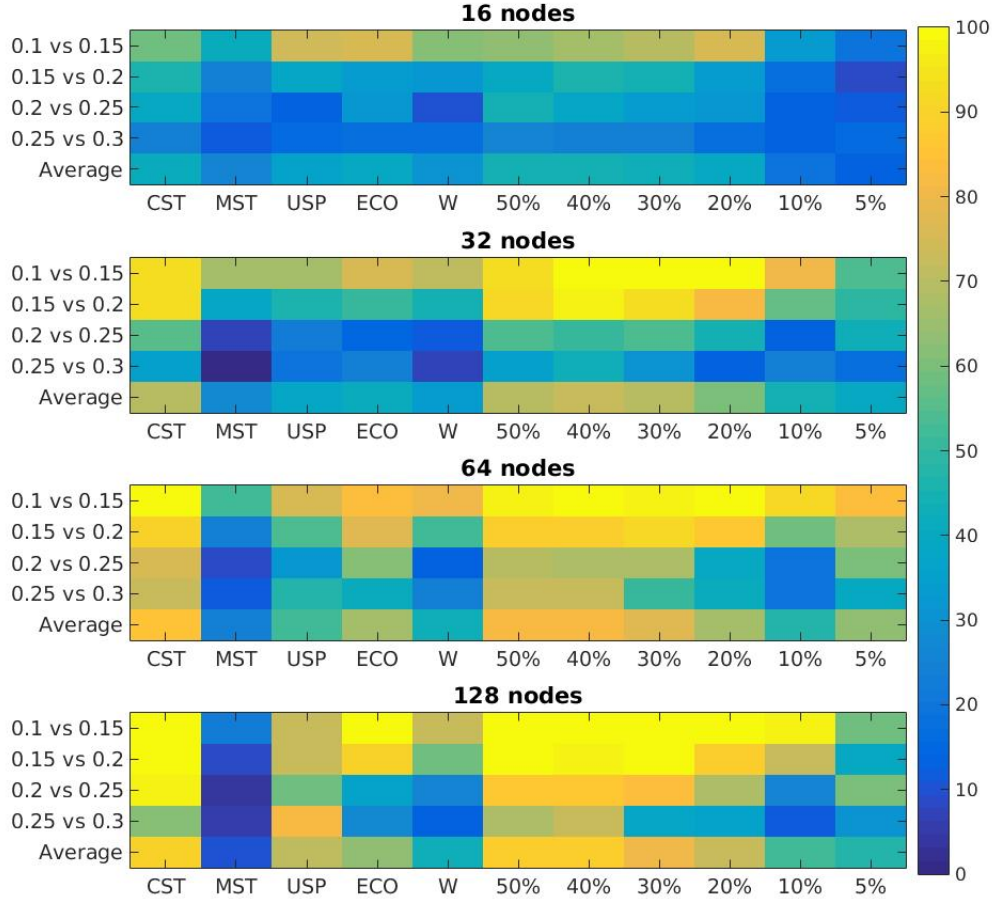 16 nodes
0.1 vs 0.15
0.15 vs 0.2
0.2 vs 0.25
0.25 vs 0.3
Average
CST MST USP ECO W 50% 40% 30% 20% 10% 5%
32 nodes
0.1 vs 0.15
0.15 vs 0.2
0.2 vs 0.25
0.25 vs 0.3
Average
CST MST USP ECO W 50% 40% 30% 20% 10% 5%
64 nodes
0.1 vs 0.15
0.15 vs 0.2
0.2 vs 0.25
0.25 vs 0.3
Average
CST MST USP ECO W 50% 40% 30% 20% 10% 5%
128 nodes
0.1 vs 0.15
0.15 vs 0.2
0.2 vs 0.25
0.25 vs 0.3
Average
CST MST USP ECO W 50% 40% 30% 20% 10% 5%
100
90
80
70
60
50
40
30
20
10
0